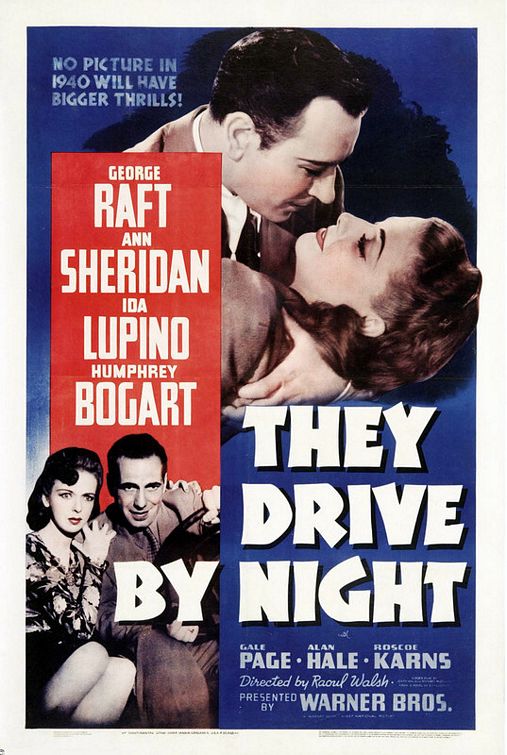 NO PICTURE IN
1940 WILL HAVE
BIGGER THRILLS!
GEORGE
RAFT
ANN
SHERIDAN
IDA
LUPINO
HUMPHREY
BOGART
THEY
DRIVE
BY NIGHT
with
GALE PAGE • ALAN HALE • ROSCOE KARNS
Directed by Raoul Walsh •
PRESENTED BY WARNER BROS.